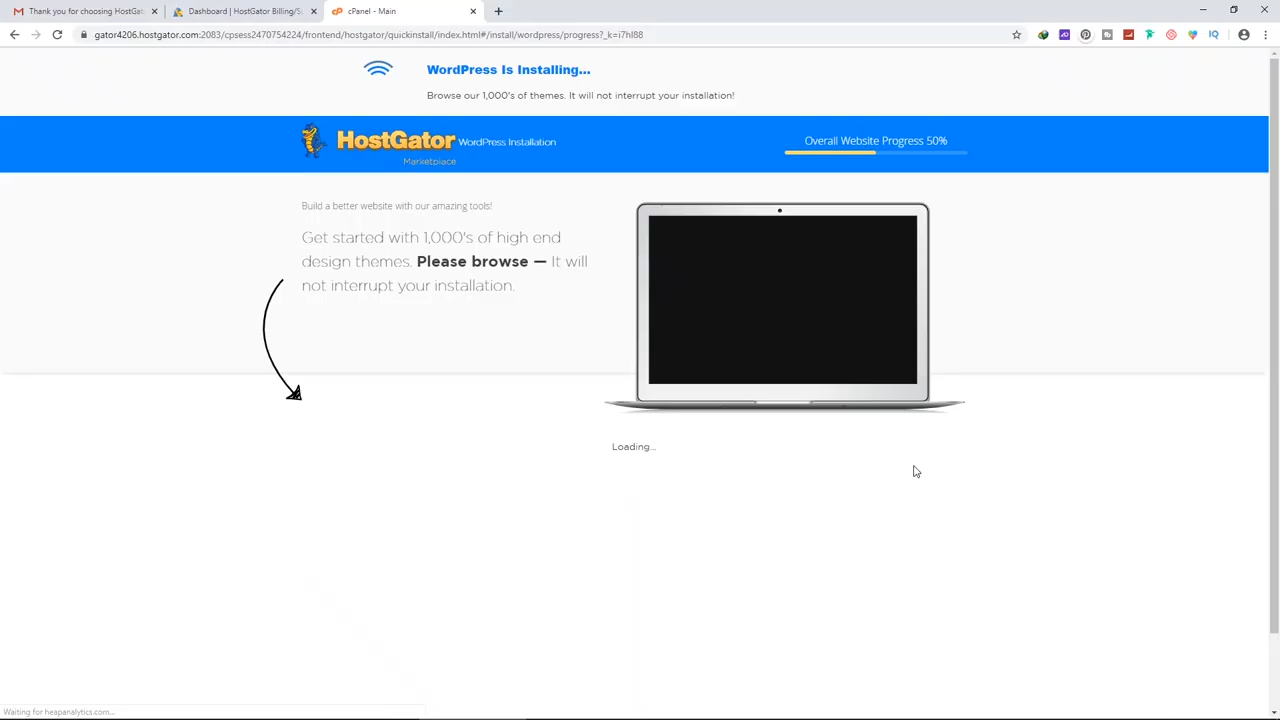 Thank you for choosing HostGat
Dashboard | HostGator Billing/Su
cPanel - Main
gator4206.hostgator.com:2083/cpsess2470754224/frontend/hostgator/quickinstall/index.html#/install/wordpress/progress?_k=i7hl88
WordPress Is Installing...
Browse our 1,000's of themes. It will not interrupt your installation!
HostGator WordPress Installation
Marketplace
Overall Website Progress 50%
Build a better website with our amazing tools!
Get started with 1,000's of high end
design themes. Please browse — It will
not interrupt your installation.
Loading...
Waiting for heapanalytics.com...